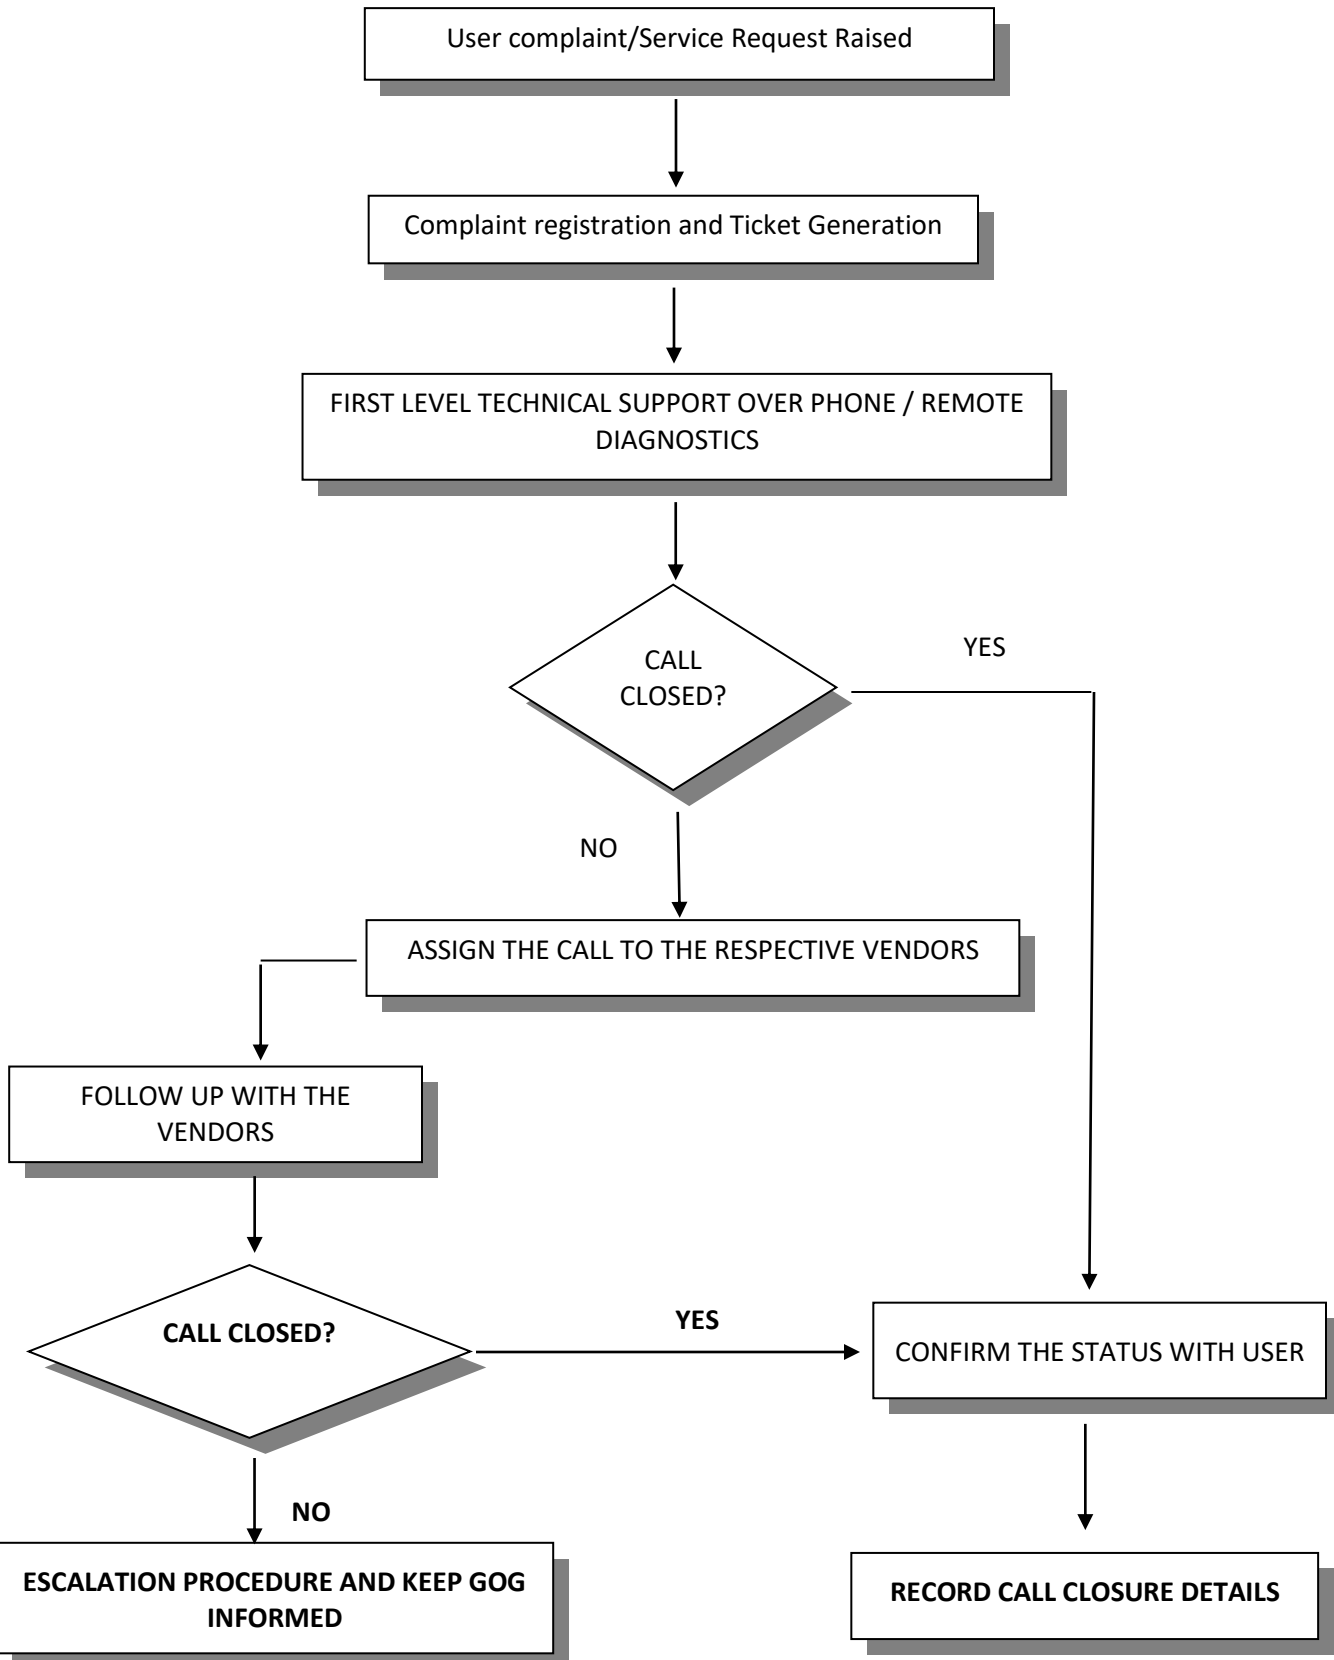 User complaint/Service Request Raised
Complaint registration and Ticket Generation
FIRST LEVEL TECHNICAL SUPPORT OVER PHONE / REMOTE
DIAGNOSTICS
CALL
CLOSED?
YES
NO
ASSIGN THE CALL TO THE RESPECTIVE VENDORS
FOLLOW UP WITH THE
VENDORS
CALL CLOSED?
YES
CONFIRM THE STATUS WITH USER
NO
ESCALATION PROCEDURE AND KEEP GOG
INFORMED
RECORD CALL CLOSURE DETAILS